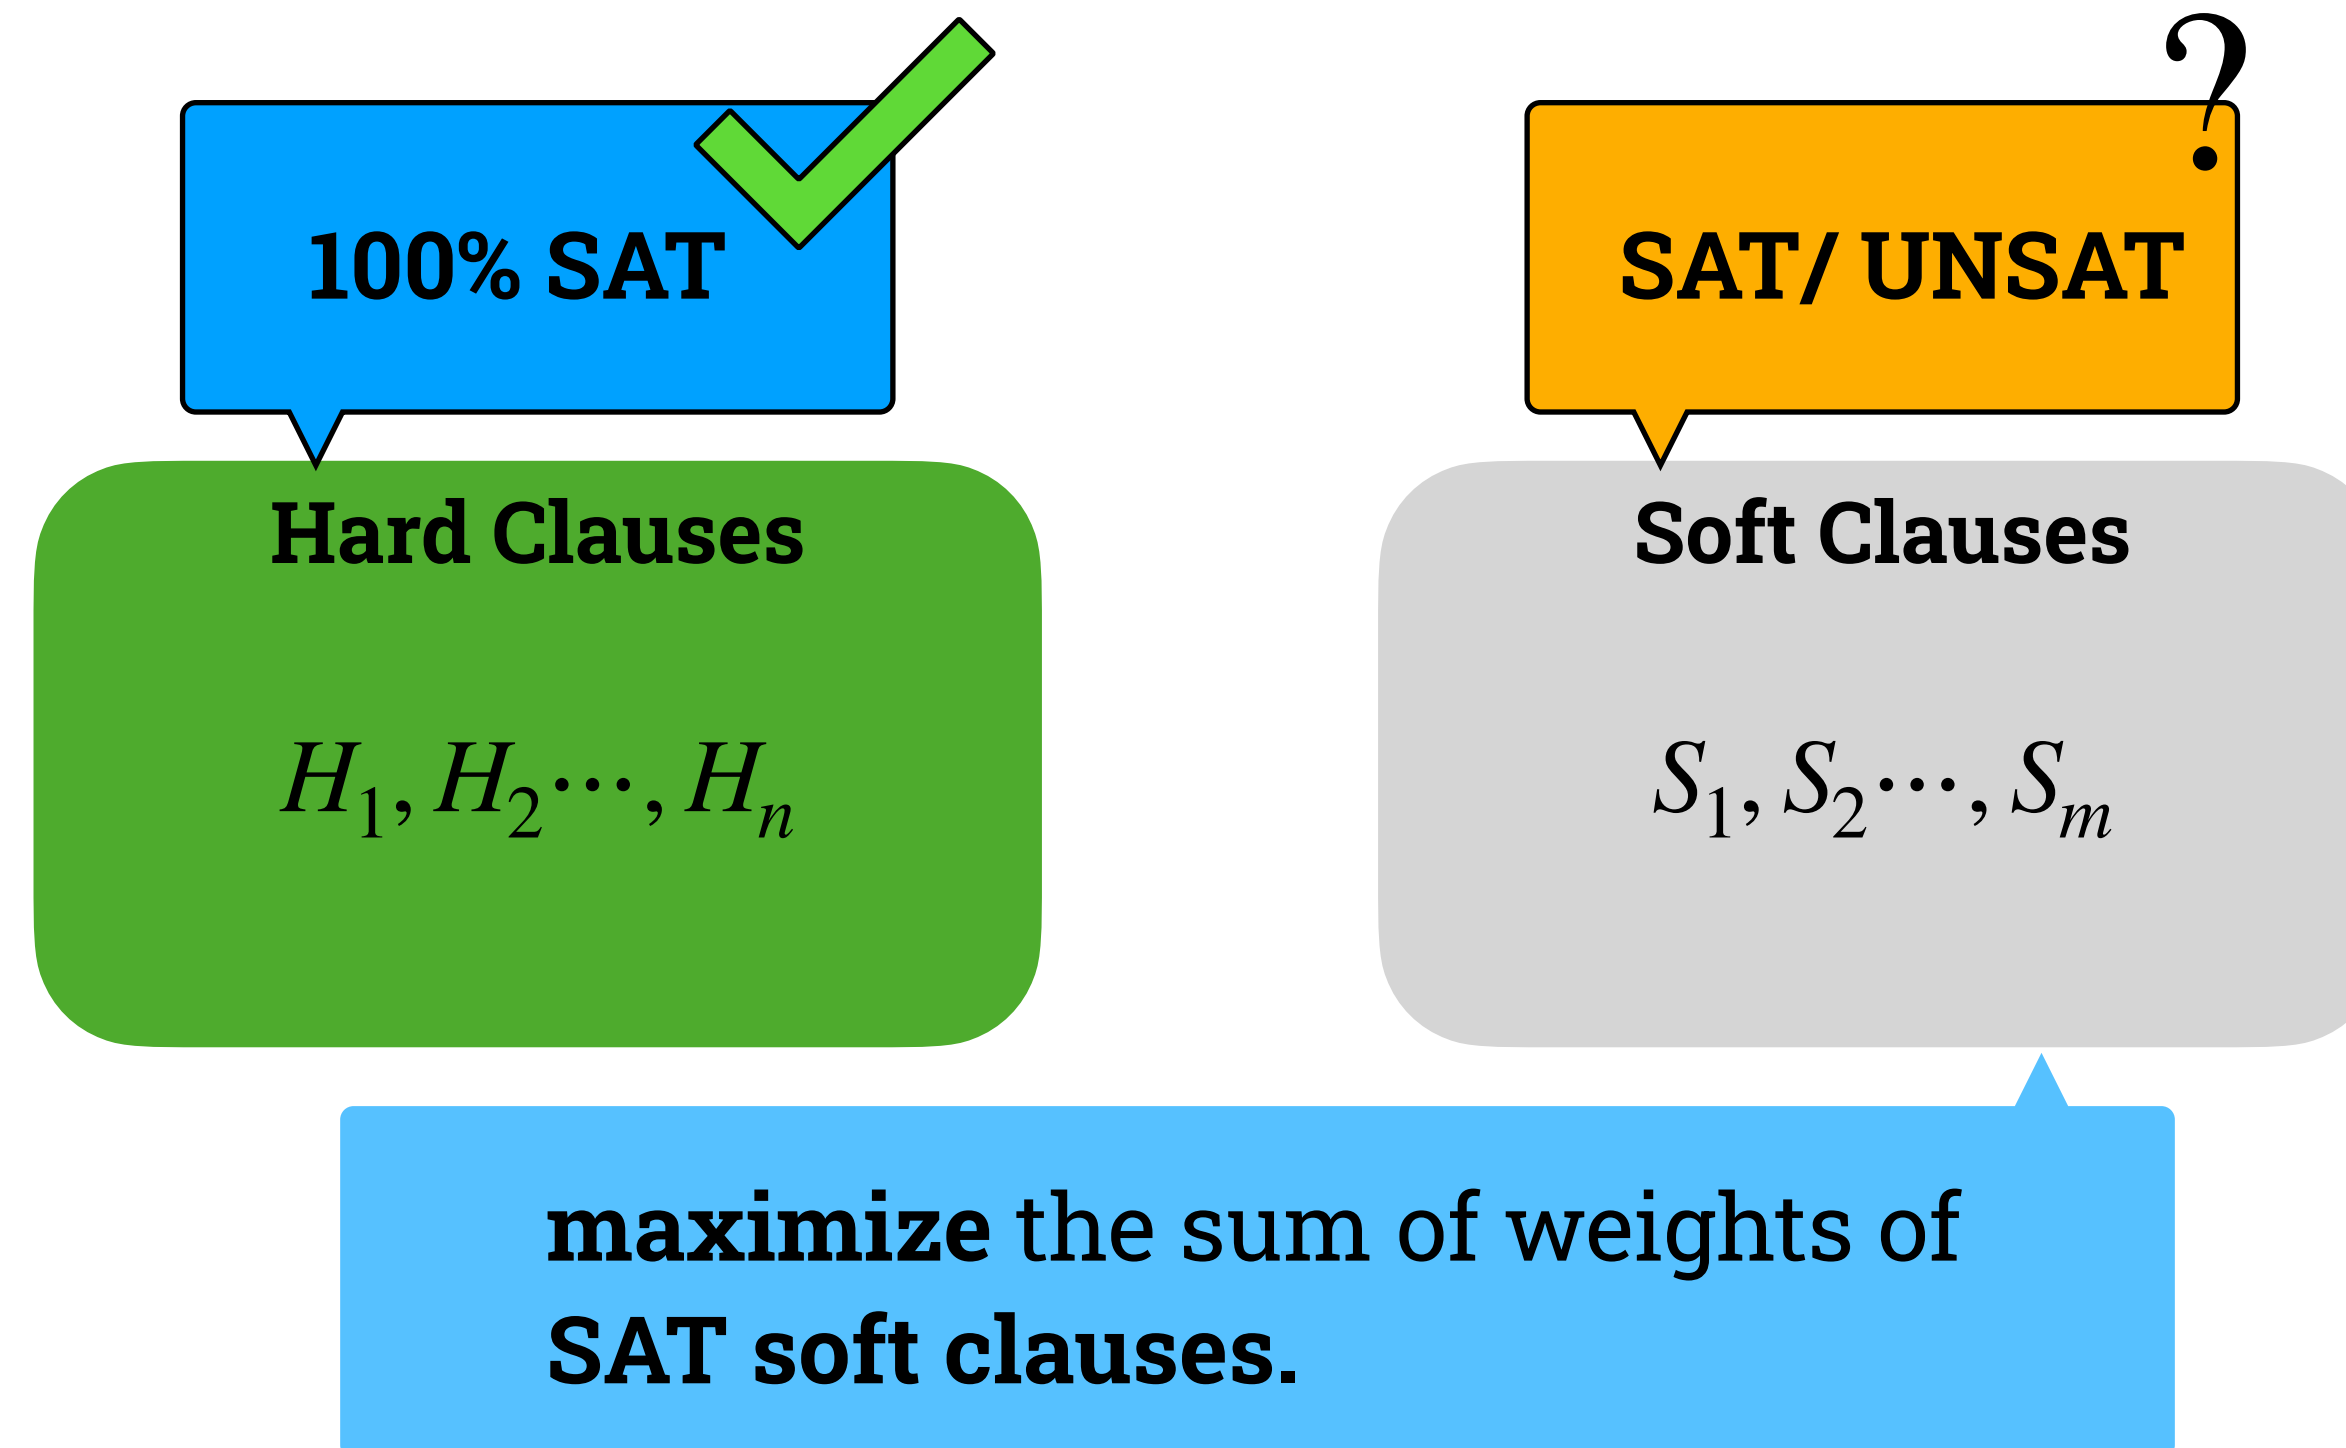 ?
100% SAT
SAT/ UNSAT
Hard Clauses
Soft Clauses
H₁, H₂⋯, Hₙ
S₁, S₂⋯, Sₘ
maximize the sum of weights of
SAT soft clauses.